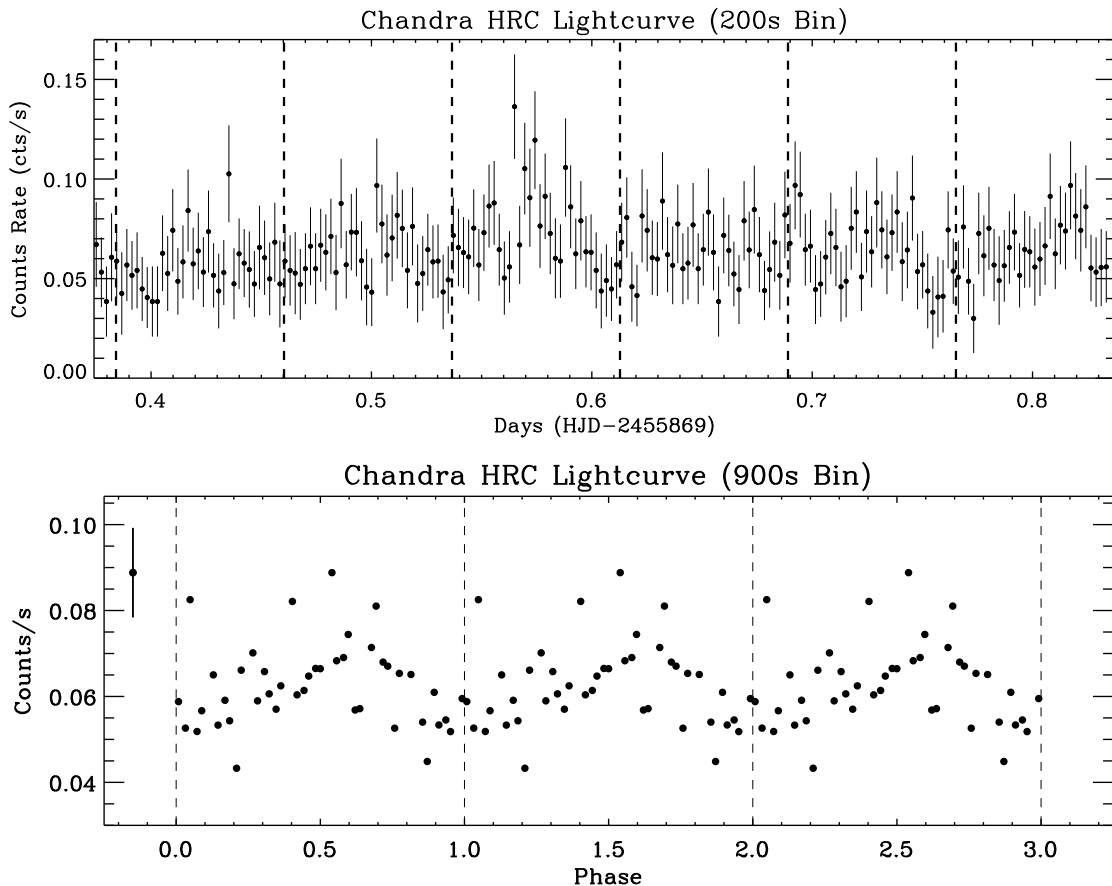 Chandra HRC Lightcurve (200s Bin)
Counts Rate (cts/s)
0.15
0.10
0.05
0.00
0.4 0.5 0.6 0.7 0.8
Days (HJD-2455869)
Chandra HRC Lightcurve (900s Bin)
Counts/s
0.10
0.08
0.06
0.04
0.0 0.5 1.0 1.5 2.0 2.5 3.0
Phase